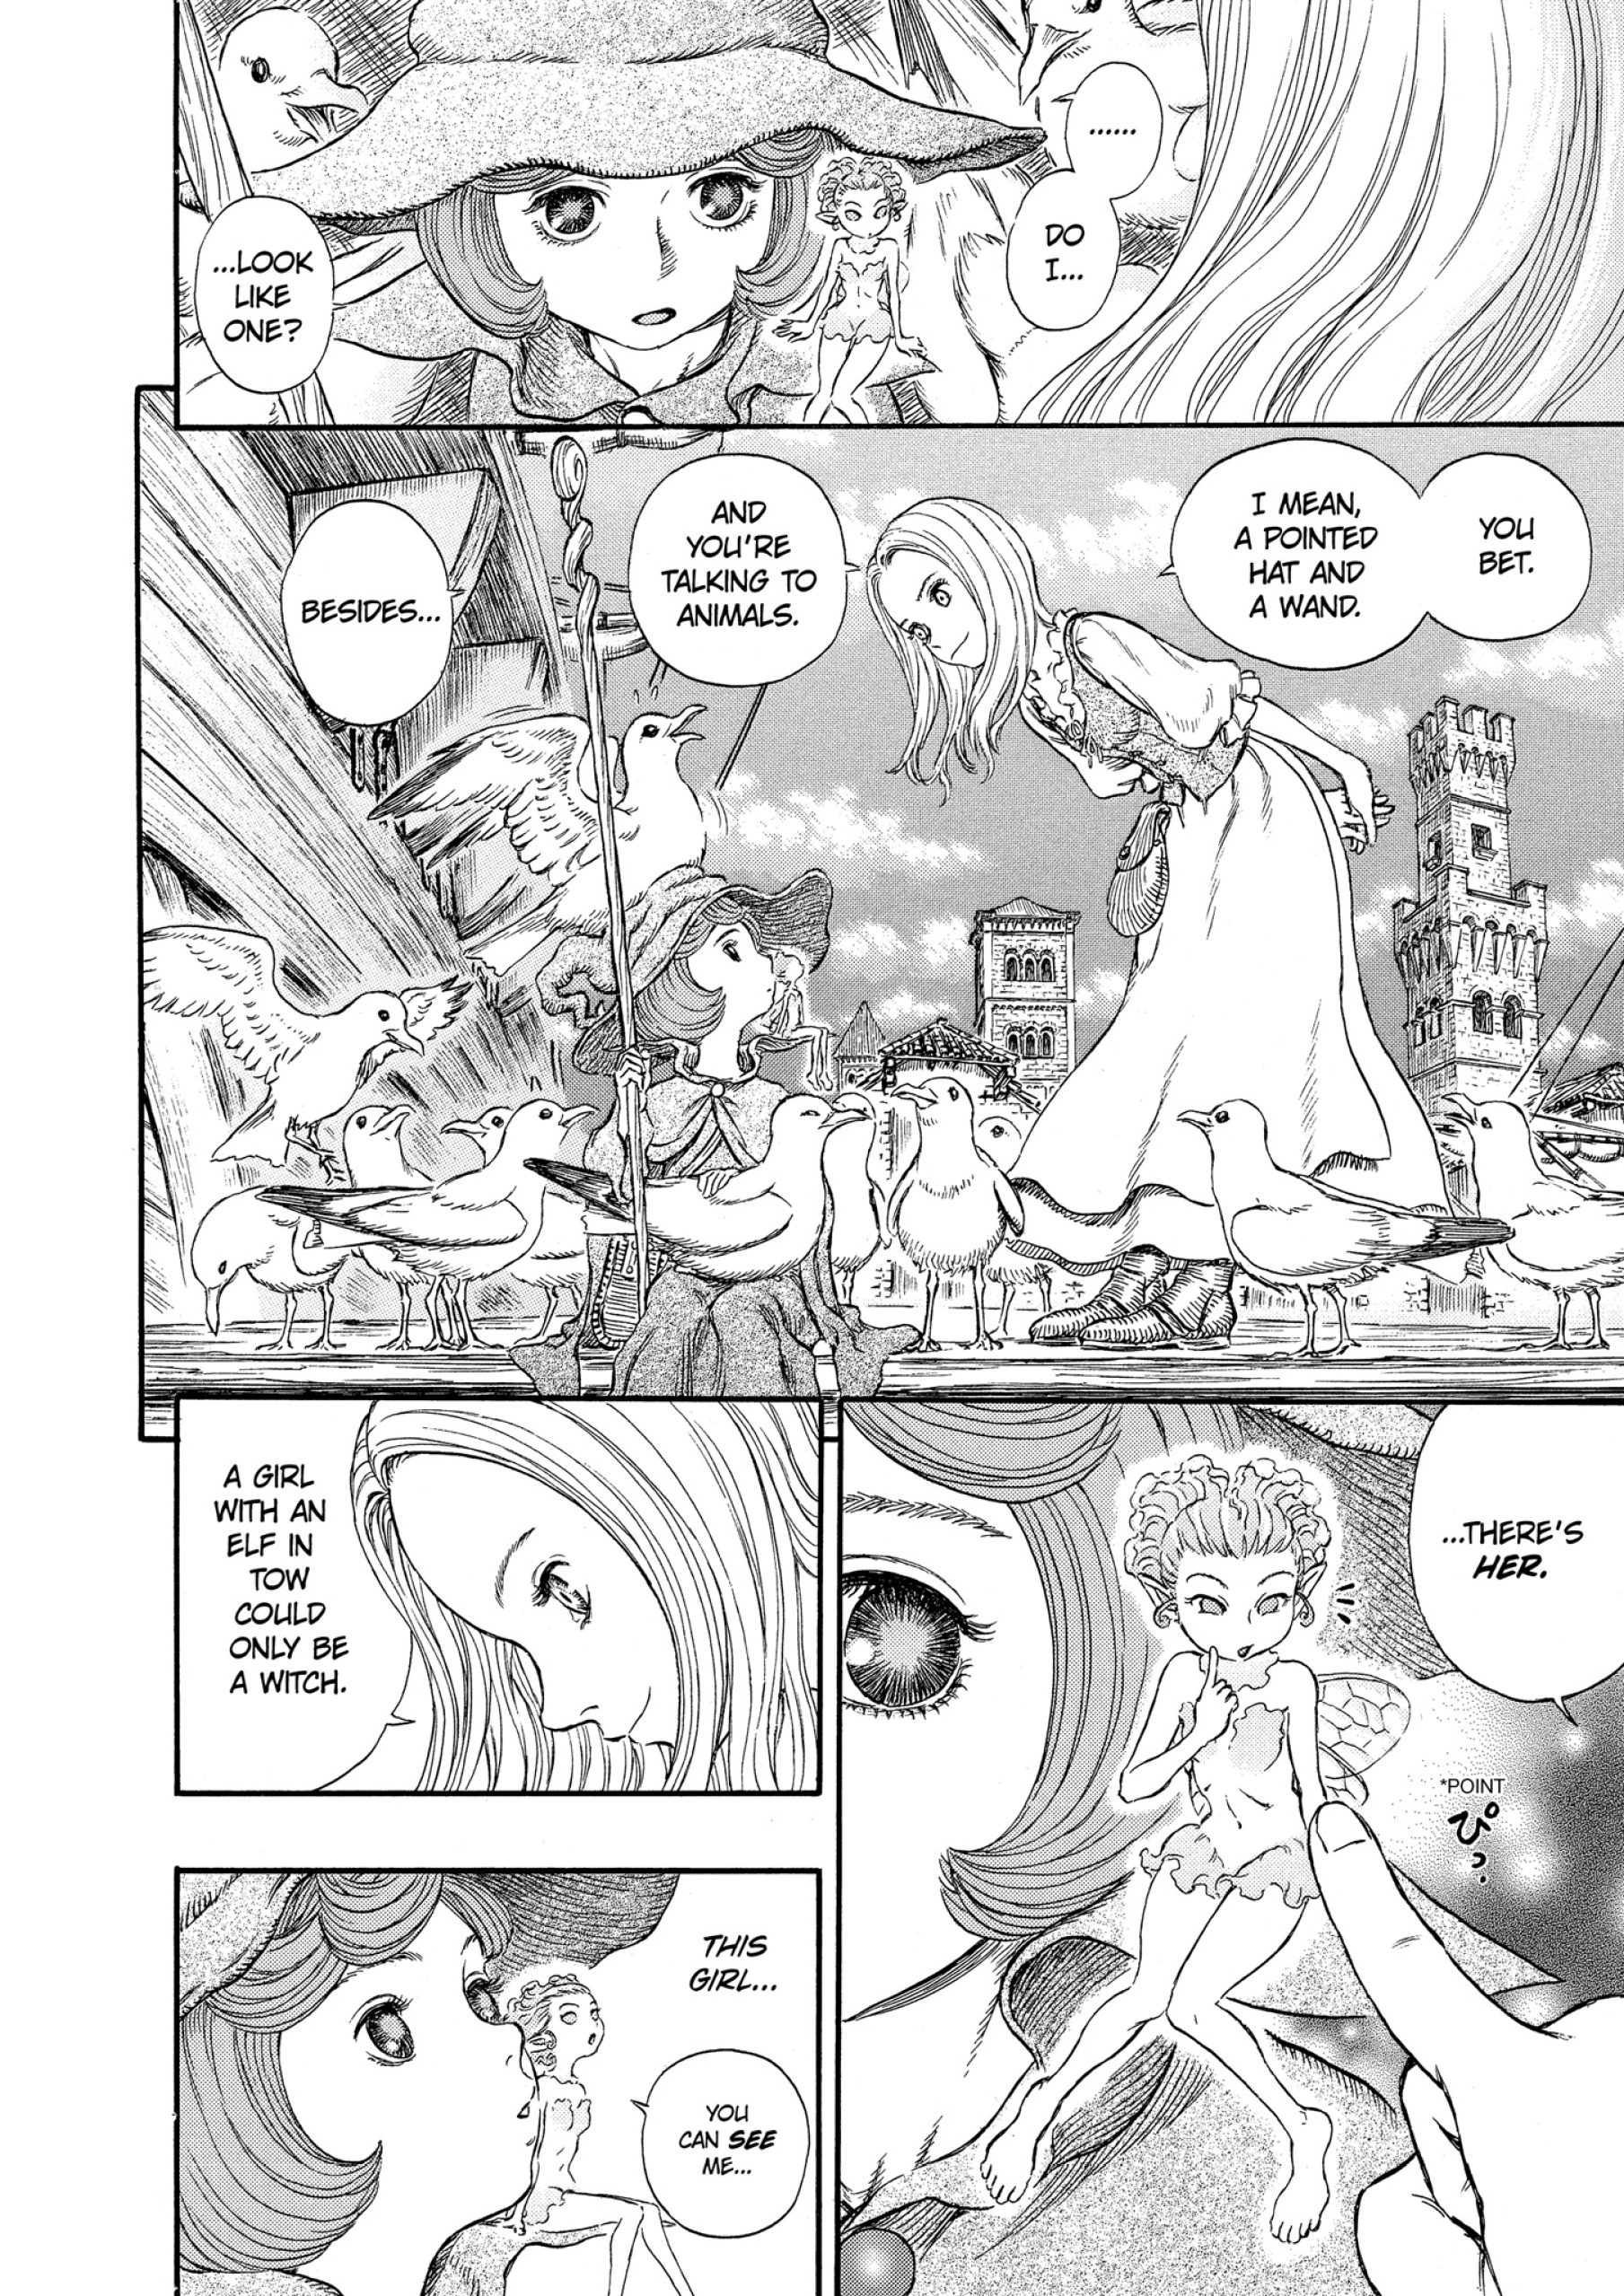 ......
DO
I...
...LOOK
LIKE
ONE?
YOU
BET.
I MEAN,
A POINTED
HAT AND
A WAND.
AND
YOU'RE
TALKING TO
ANIMALS.
BESIDES...
...THERE'S
HER.
*POINT
ぴっ
A GIRL
WITH AN
ELF IN
TOW
COULD
ONLY BE
A WITCH.
THIS
GIRL...
YOU
CAN SEE
ME...